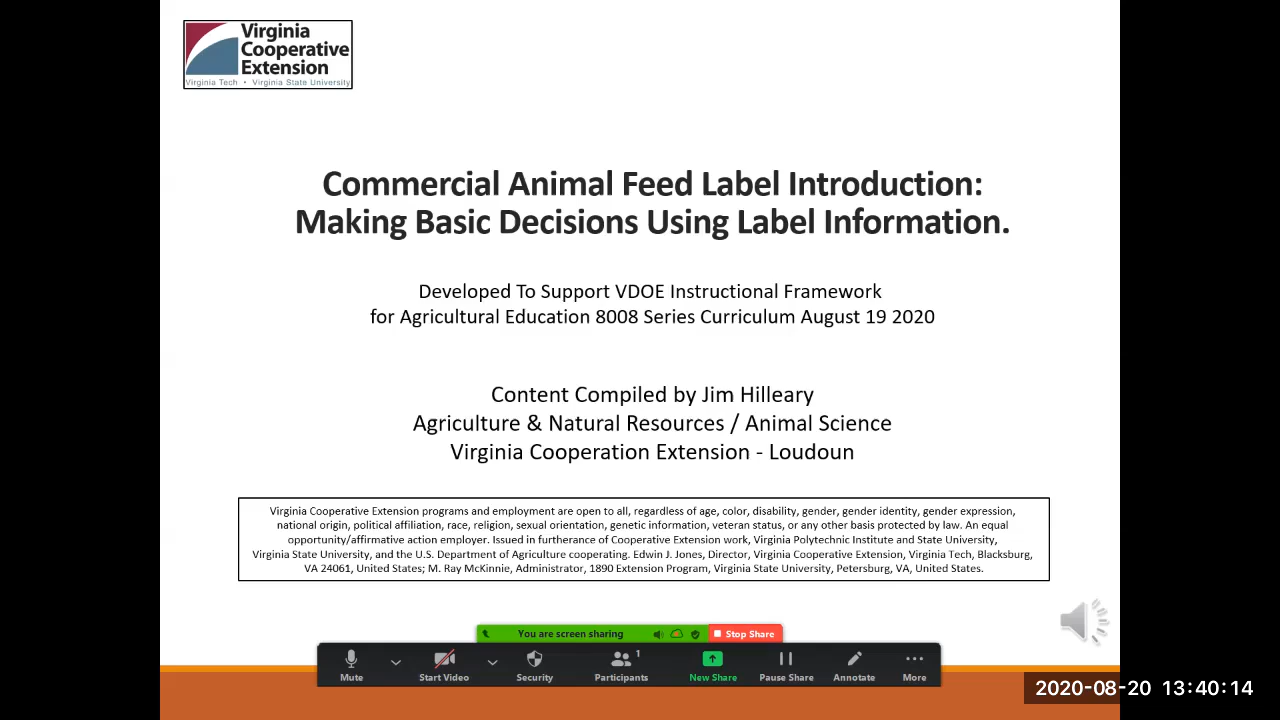 Virginia
Cooperative
Extension
Virginia Tech • Virginia State University
Commercial Animal Feed Label Introduction:
Making Basic Decisions Using Label Information.
Developed To Support VDOE Instructional Framework
for Agricultural Education 8008 Series Curriculum August 19 2020
Content Compiled by Jim Hilleary
Agriculture & Natural Resources / Animal Science
Virginia Cooperation Extension - Loudoun
Virginia Cooperative Extension programs and employment are open to all, regardless of age, color, disability, gender, gender identity, gender expression,
national origin, political affiliation, race, religion, sexual orientation, genetic information, veteran status, or any other basis protected by law. An equal
opportunity/affirmative action employer. Issued in furtherance of Cooperative Extension work, Virginia Polytechnic Institute and State University,
Virginia State University, and the U.S. Department of Agriculture cooperating. Edwin J. Jones, Director, Virginia Cooperative Extension, Virginia Tech, Blacksburg,
VA 24061, United States; M. Ray McKinnie, Administrator, 1890 Extension Program, Virginia State University, Petersburg, VA, United States.
You are screen sharing
Stop Share
1
Mute
Start Video
Security
Participants
New Share
Pause Share
Annotate
More
2020-08-20 13:40:14